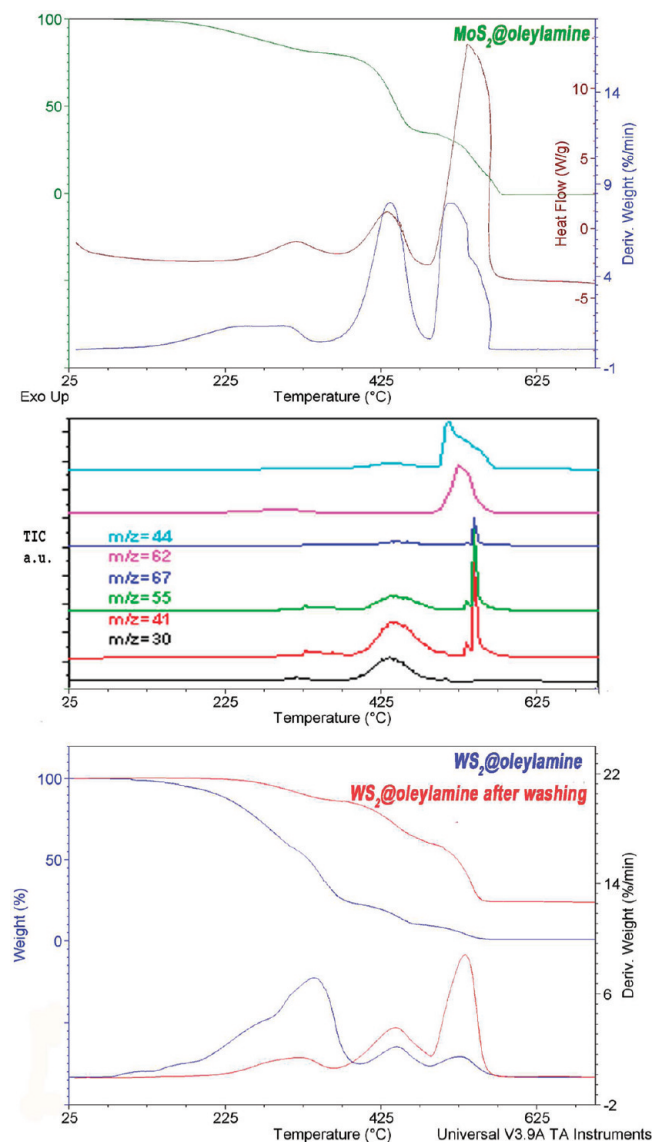 MoS2@oleylamine
100
50
0
10
5
0
-5
Heat Flow (W/g)
14
9
4
-1
Deriv. Weight (%/min)
25
225
425
625
Exo Up
Temperature (°C)
TIC
a.u.
m/z=44
m/z=62
m/z=67
m/z=55
m/z=41
m/z=30
25
225
425
625
Temperature (°C)
WS2@oleylamine
WS2@oleylamine after washing
100
50
0
Weight (%)
22
14
6
-2
Deriv. Weight (%/min)
25
225
425
625
Temperature (°C)
Universal V3.9A TA Instruments